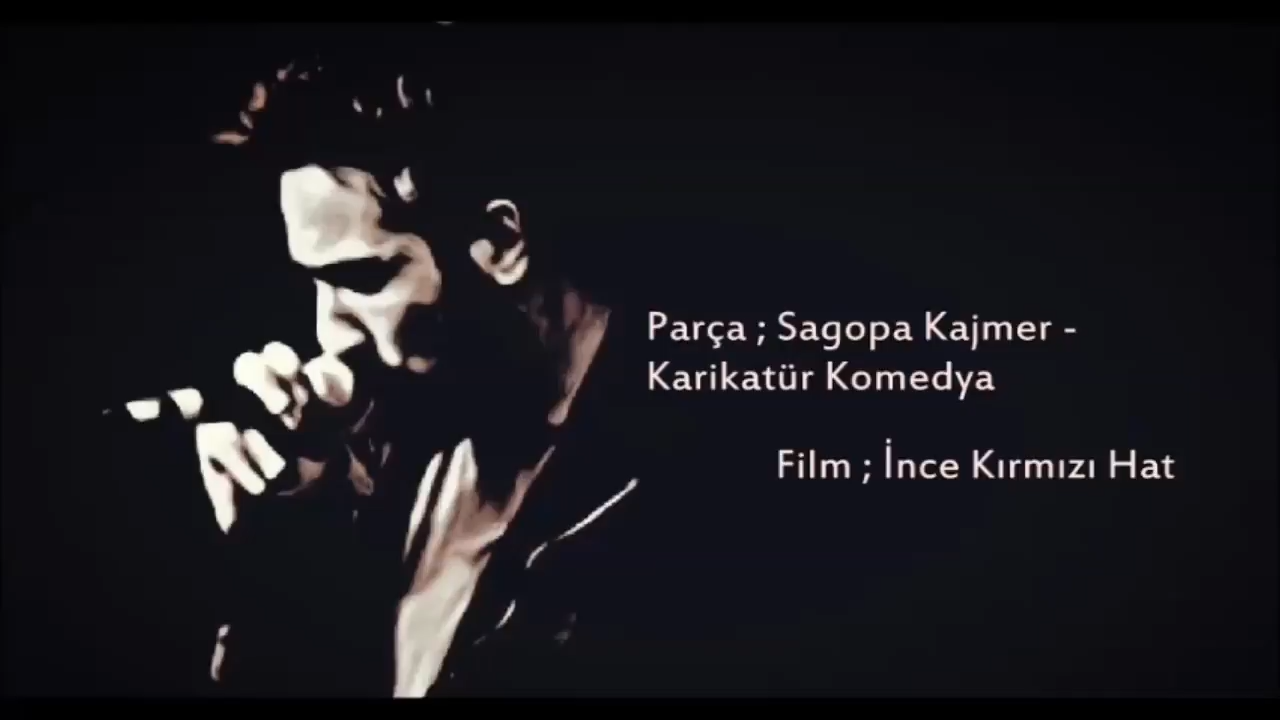 Parça ; Sagopa Kajmer -
Karikatür Komedya
Film ; İnce Kırmızı Hat